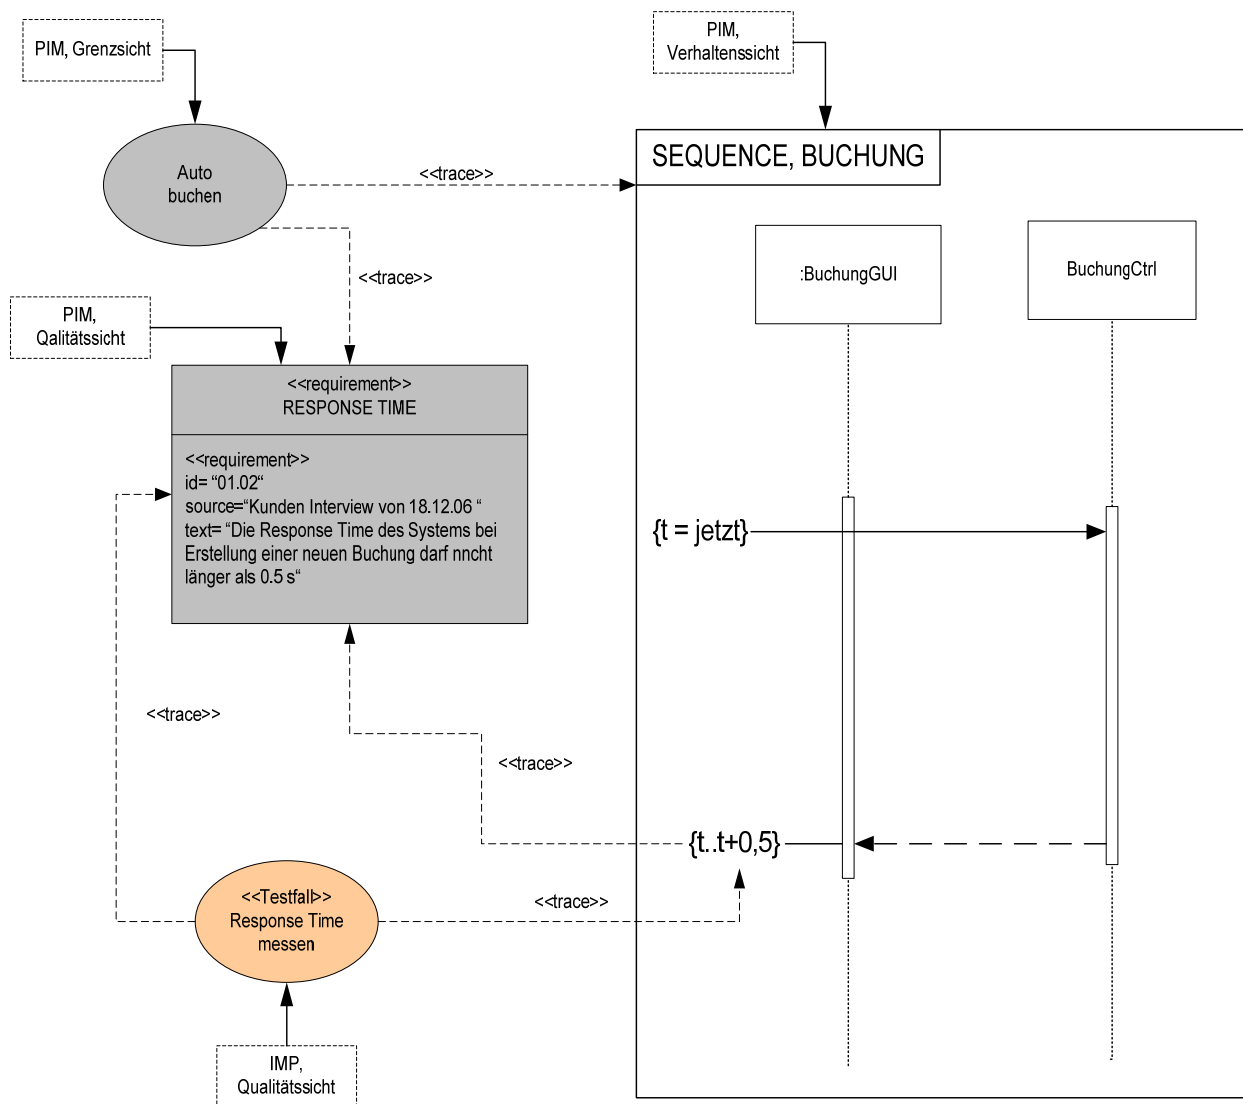 PIM, Grenzsicht
PIM,
Verhaltenssicht
SEQUENCE, BUCHUNG
Auto
buchen
<<trace>>
<<trace>>
:BuchungGUI
BuchungCtrl
PIM,
Qalitätssicht
<<requirement>>
RESPONSE TIME
<<requirement>>
id= “01.02“
source=“Kunden Interview von 18.12.06 “
text= “Die Response Time des Systems bei
Erstellung einer neuen Buchung darf nncht
länger als 0.5 s“
{t = jetzt}
<<trace>>
<<trace>>
{t..t+0,5}
<<Testfall>>
Response Time
messen
<<trace>>
IMP,
Qualitätssicht